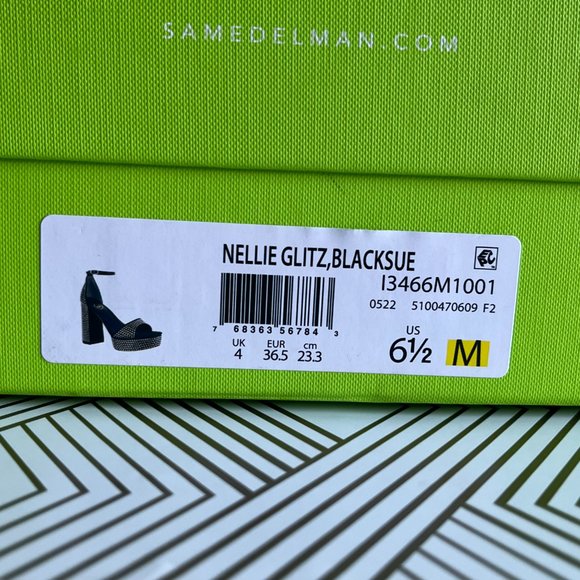 SAMEDELMAN.COM
NELLIE GLITZ,BLACKSUE
I3466M1001
0522 5100470609 F2
7 68363 56784 3
UK EUR cm US
4 36.5 23.3 6½ M